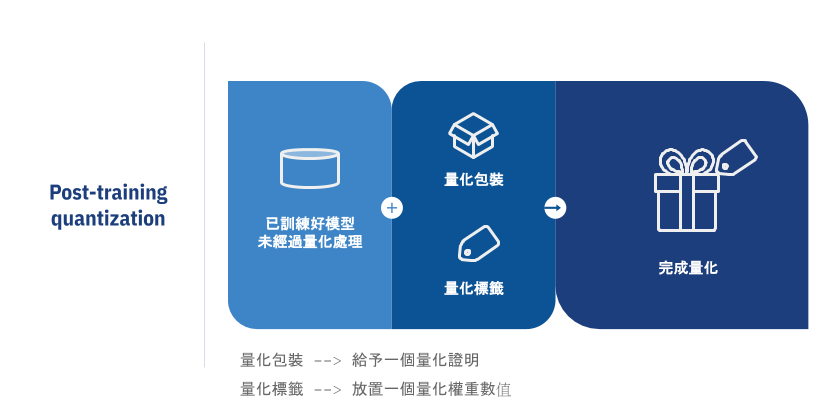 Post-training
quantization
已訓練好模型
未經過量化處理
+
量化包裝
量化標籤
完成量化
量化包裝 --> 給予一個量化證明
量化標籤 --> 放置一個量化權重數值